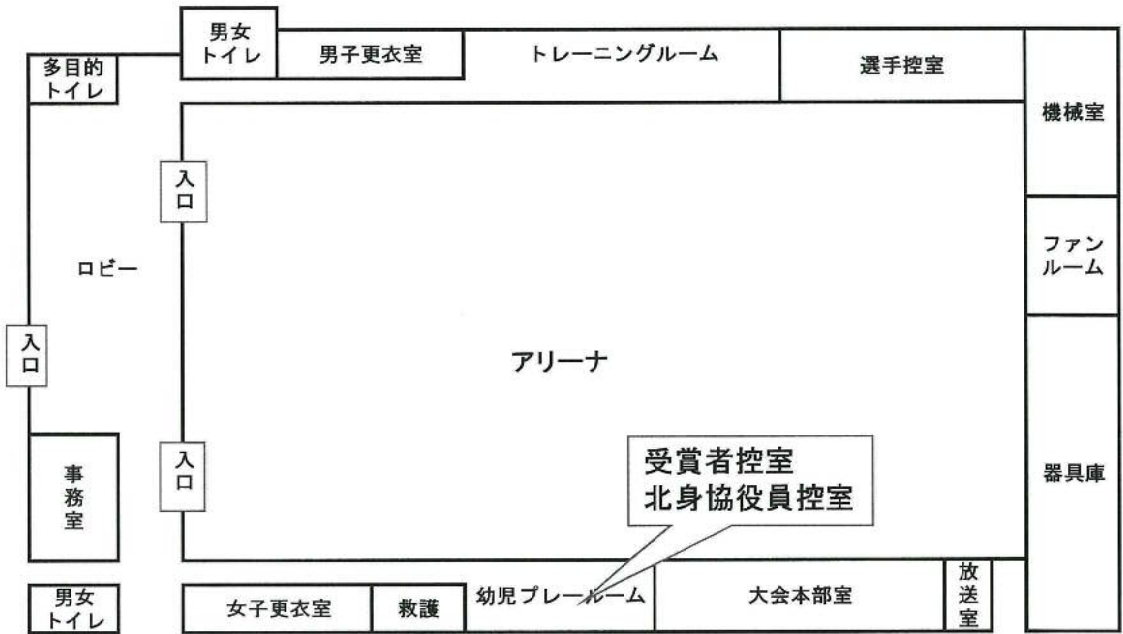 男女
トイレ
男子更衣室
トレーニングルーム
選手控室
多目的
トイレ
機械室
入口
ロビー
ファン
ルーム
入口
アリーナ
入口
受賞者控室
北身協役員控室
事務室
器具庫
男女
トイレ
女子更衣室
救護
幼児プレールーム
大会本部室
放送室